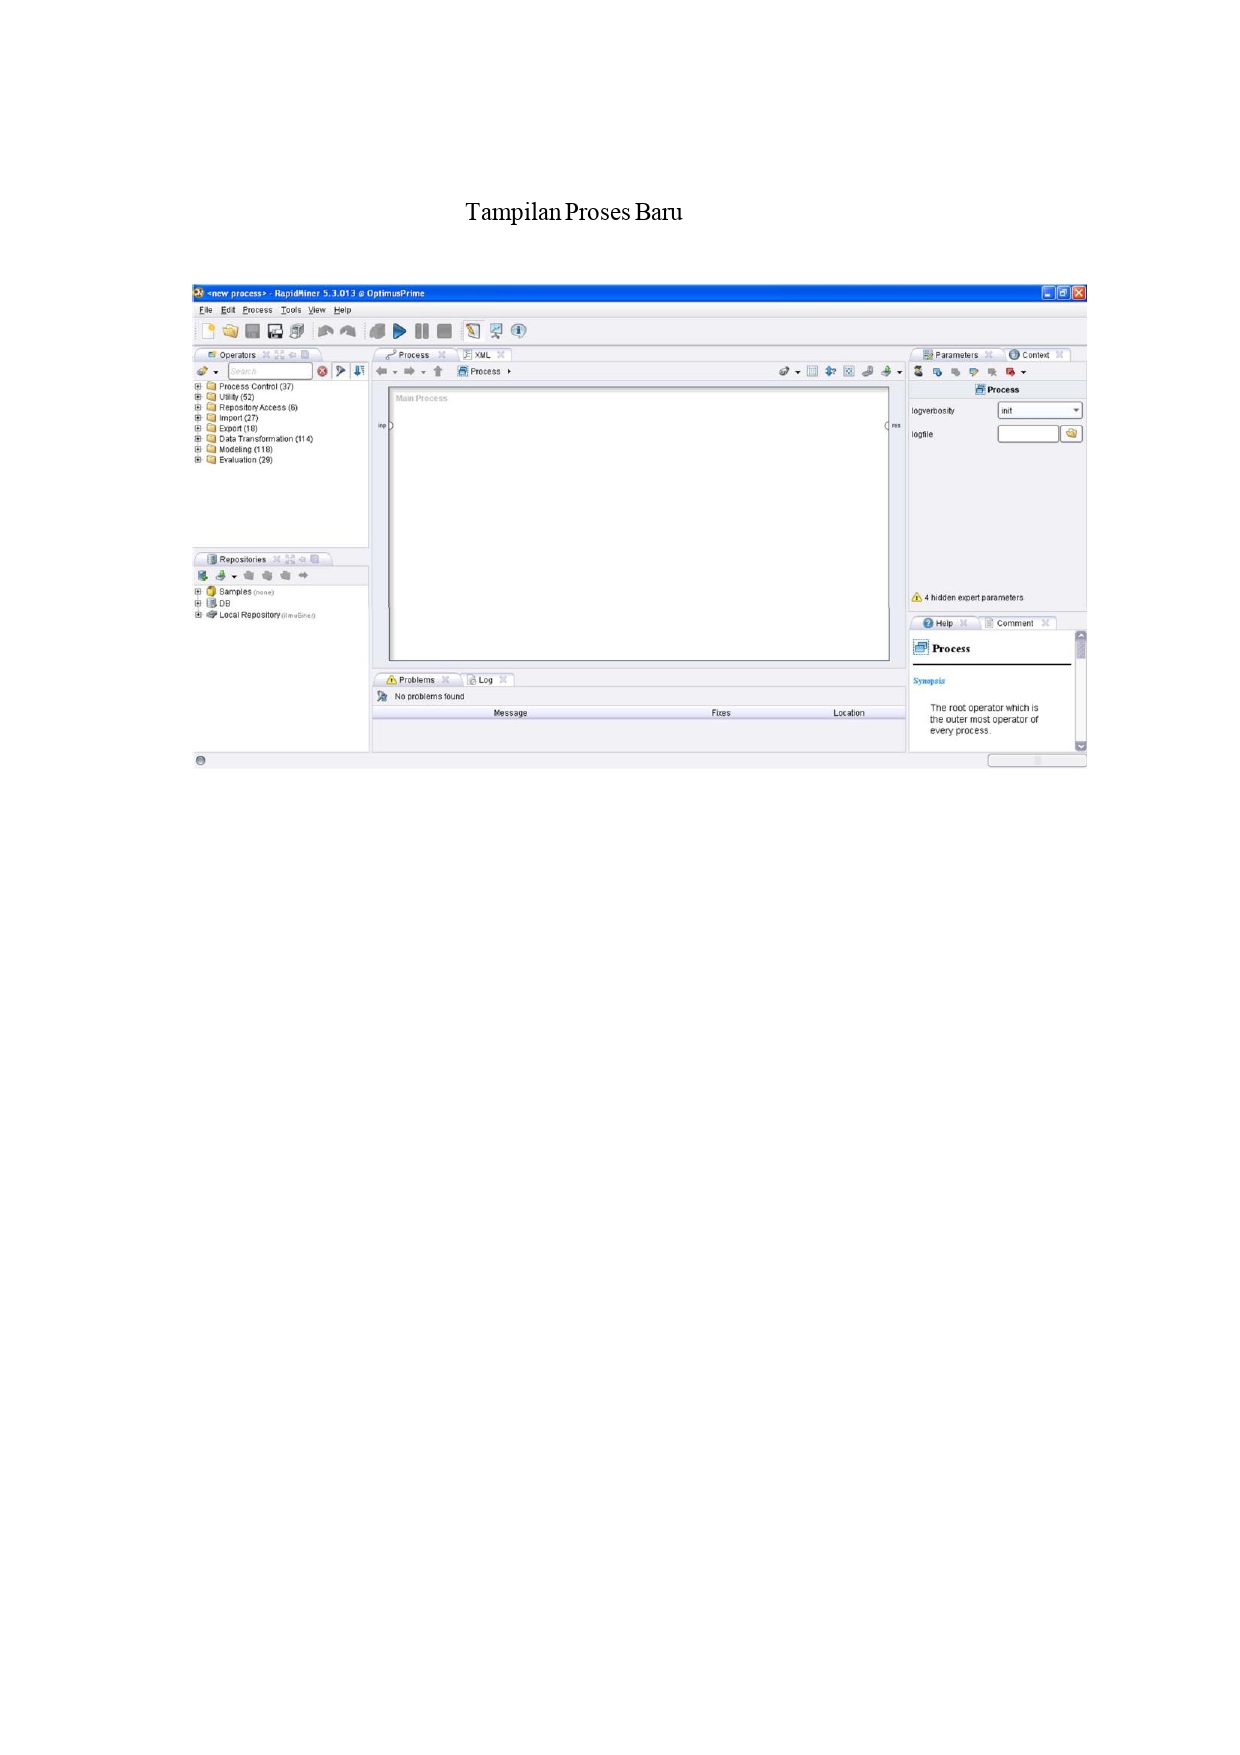 Tampilan Proses Baru
<new process> - RapidMiner 5.3.013 @ OptimusPrime
File Edit Process Tools View Help
Operators
Search
Process Control (37)
Utility (52)
Repository Access (6)
Import (27)
Export (18)
Data Transformation (114)
Modeling (118)
Evaluation (29)
Repositories
Samples (none)
DB
Local Repository
Process XML
Process
Main Process
inp
res
Problems Log
No problems found
Message Fixes Location
Parameters Context
Process
logverbosity init
logfile
4 hidden expert parameters
Help Comment
Process
Synopsis
The root operator which is
the outer most operator of
every process.